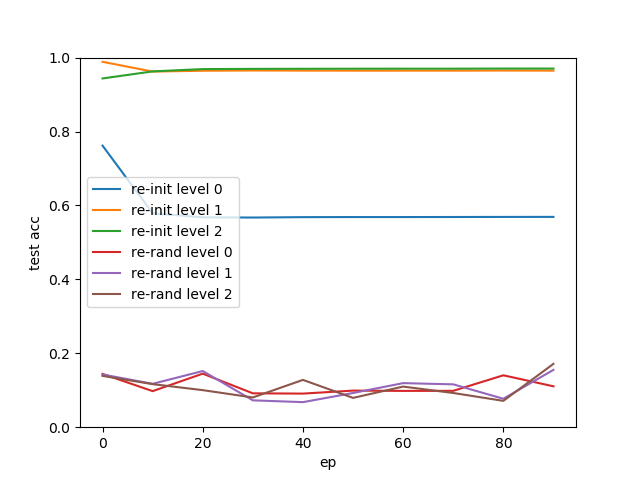 1.0
0.8
0.6
0.4
0.2
0.0
test acc
re-init level 0
re-init level 1
re-init level 2
re-rand level 0
re-rand level 1
re-rand level 2
0 20 40 60 80
ep